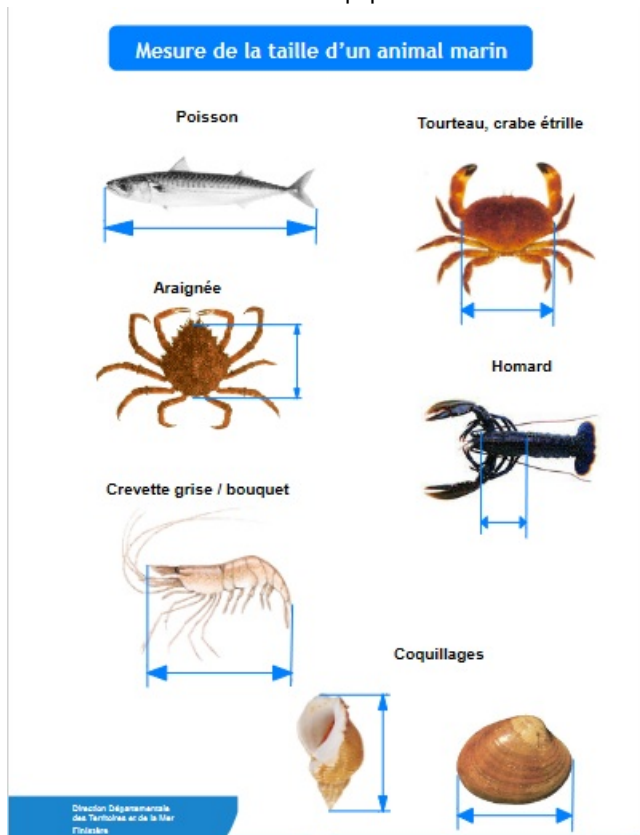 Mesure de la taille d'un animal marin
Poisson
Tourteau, crabe étrille
Araignée
Homard
Crevette grise / bouquet
Coquillages
Direction Départementale
des Territoires et de la Mer
Finistère